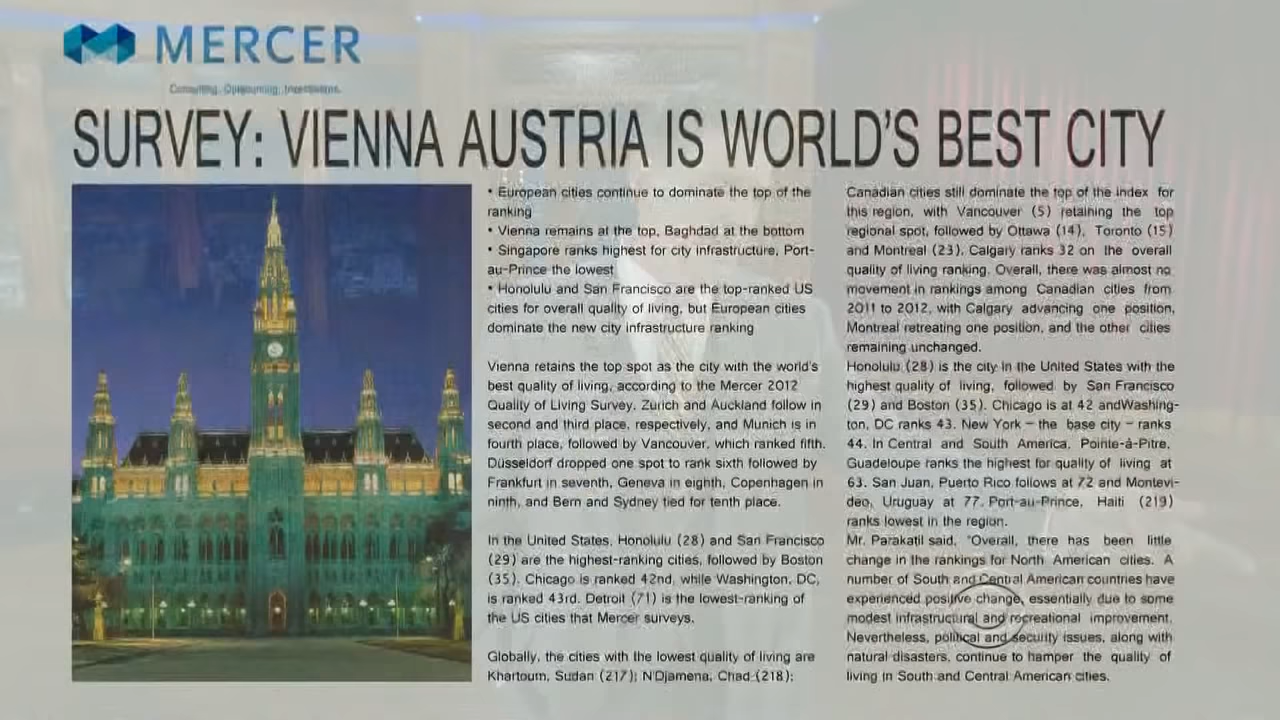 MERCER
Consulting. Outsourcing. Investments.
SURVEY: VIENNA AUSTRIA IS WORLD'S BEST CITY
• European cities continue to dominate the top of the
ranking
• Vienna remains at the top, Baghdad at the bottom
• Singapore ranks highest for city infrastructure, Port-
au-Prince the lowest
• Honolulu and San Francisco are the top-ranked US
cities for overall quality of living, but European cities
dominate the new city infrastructure ranking
Vienna retains the top spot as the city with the world's
best quality of living, according to the Mercer 2012
Quality of Living Survey. Zurich and Auckland follow in
second and third place, respectively, and Munich is in
fourth place, followed by Vancouver, which ranked fifth.
Düsseldorf dropped one spot to rank sixth followed by
Frankfurt in seventh, Geneva in eighth, Copenhagen in
ninth, and Bern and Sydney tied for tenth place.
In the United States, Honolulu (28) and San Francisco
(29) are the highest-ranking cities, followed by Boston
(35). Chicago is ranked 42nd, while Washington, DC,
is ranked 43rd. Detroit (71) is the lowest-ranking of
the US cities that Mercer surveys.
Globally, the cities with the lowest quality of living are
Khartoum, Sudan (217); N'Djamena, Chad (218);
Canadian cities still dominate the top of the index for
this region, with Vancouver (5) retaining the top
regional spot, followed by Ottawa (14), Toronto (15)
and Montreal (23). Calgary ranks 32 on the overall
quality of living ranking. Overall, there was almost no
movement in rankings among Canadian cities from
2011 to 2012, with Calgary advancing one position,
Montreal retreating one position, and the other cities
remaining unchanged.
Honolulu (28) is the city in the United States with the
highest quality of living, followed by San Francisco
(29) and Boston (35). Chicago is at 42 andWashing-
ton, DC ranks 43. New York – the base city – ranks
44. In Central and South America, Pointe-à-Pitre,
Guadeloupe ranks the highest for quality of living at
63. San Juan, Puerto Rico follows at 72 and Montevi-
deo, Uruguay at 77. Port-au-Prince, Haiti (219)
ranks lowest in the region.
Mr. Parakatil said, "Overall, there has been little
change in the rankings for North American cities. A
number of South and Central American countries have
experienced positive change, essentially due to some
modest infrastructural and recreational improvement.
Nevertheless, political and security issues, along with
natural disasters, continue to hamper the quality of
living in South and Central American cities.